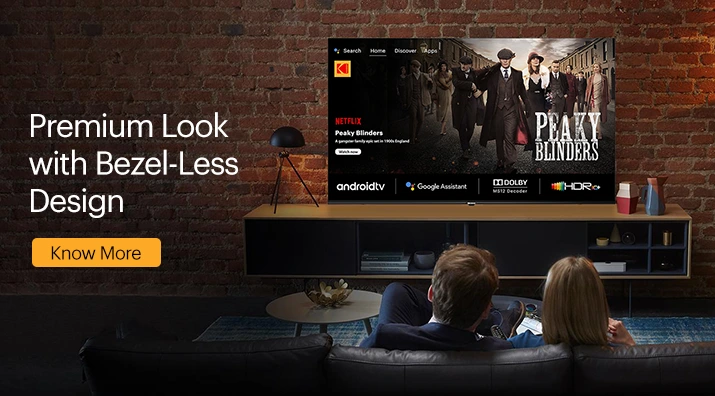 Search Home Discover Apps
Premium Look
with Bezel-Less
Design
Know More
NETFLIX
Peaky Blinders
A gangster family epic set in 1900s England
Watch now
PEAKY
BLINDERS
androidtv Google Assistant DOLBY HDR
MS12 Decoder